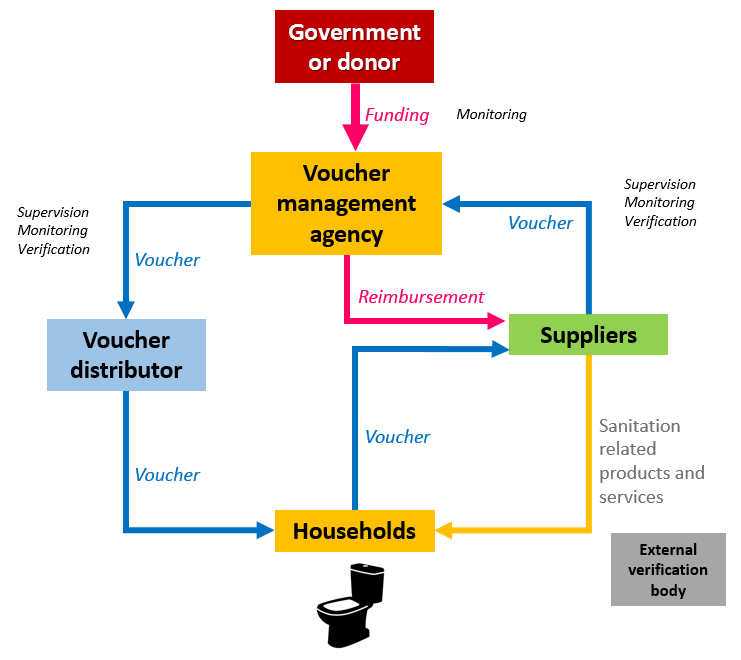 Government
or donor
Funding
Monitoring
Voucher
management
agency
Supervision
Monitoring
Verification
Voucher
Supervision
Monitoring
Verification
Voucher
Reimbursement
Voucher
distributor
Suppliers
Voucher
Voucher
Sanitation
related
products and
services
Households
External
verification
body